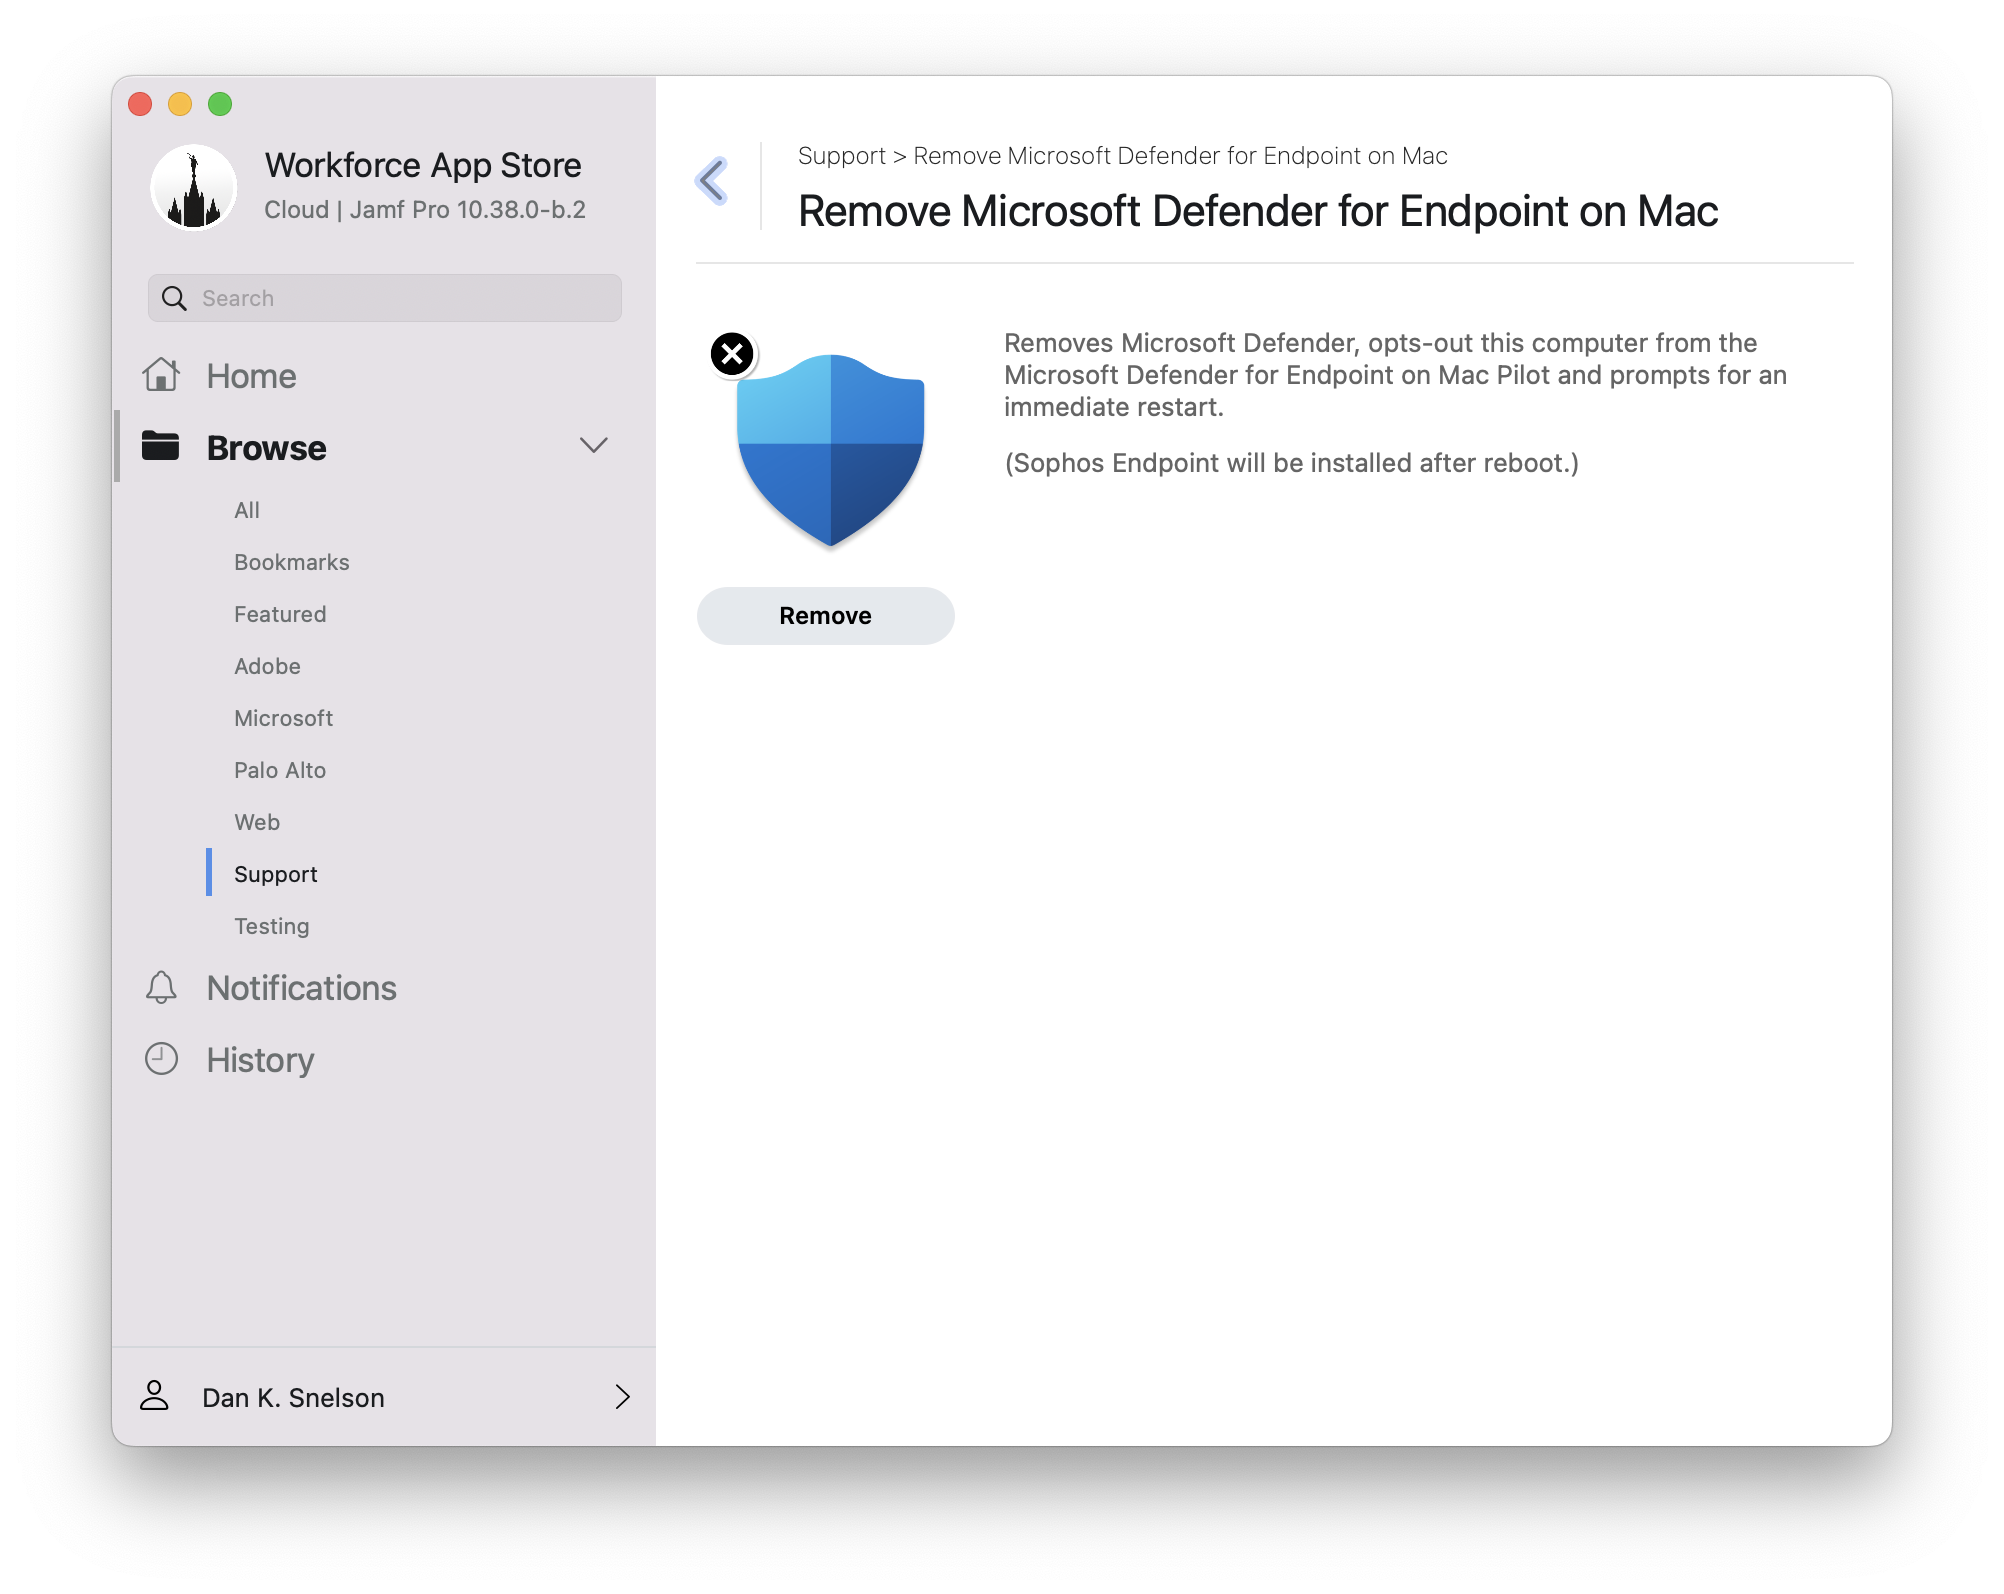 Workforce App Store
Cloud | Jamf Pro 10.38.0-b.2
Search
Home
Browse
All
Bookmarks
Featured
Adobe
Microsoft
Palo Alto
Web
Support
Testing
Notifications
History
Dan K. Snelson
Support > Remove Microsoft Defender for Endpoint on Mac
Remove Microsoft Defender for Endpoint on Mac
Removes Microsoft Defender, opts-out this computer from the
Microsoft Defender for Endpoint on Mac Pilot and prompts for an
immediate restart.
(Sophos Endpoint will be installed after reboot.)
Remove